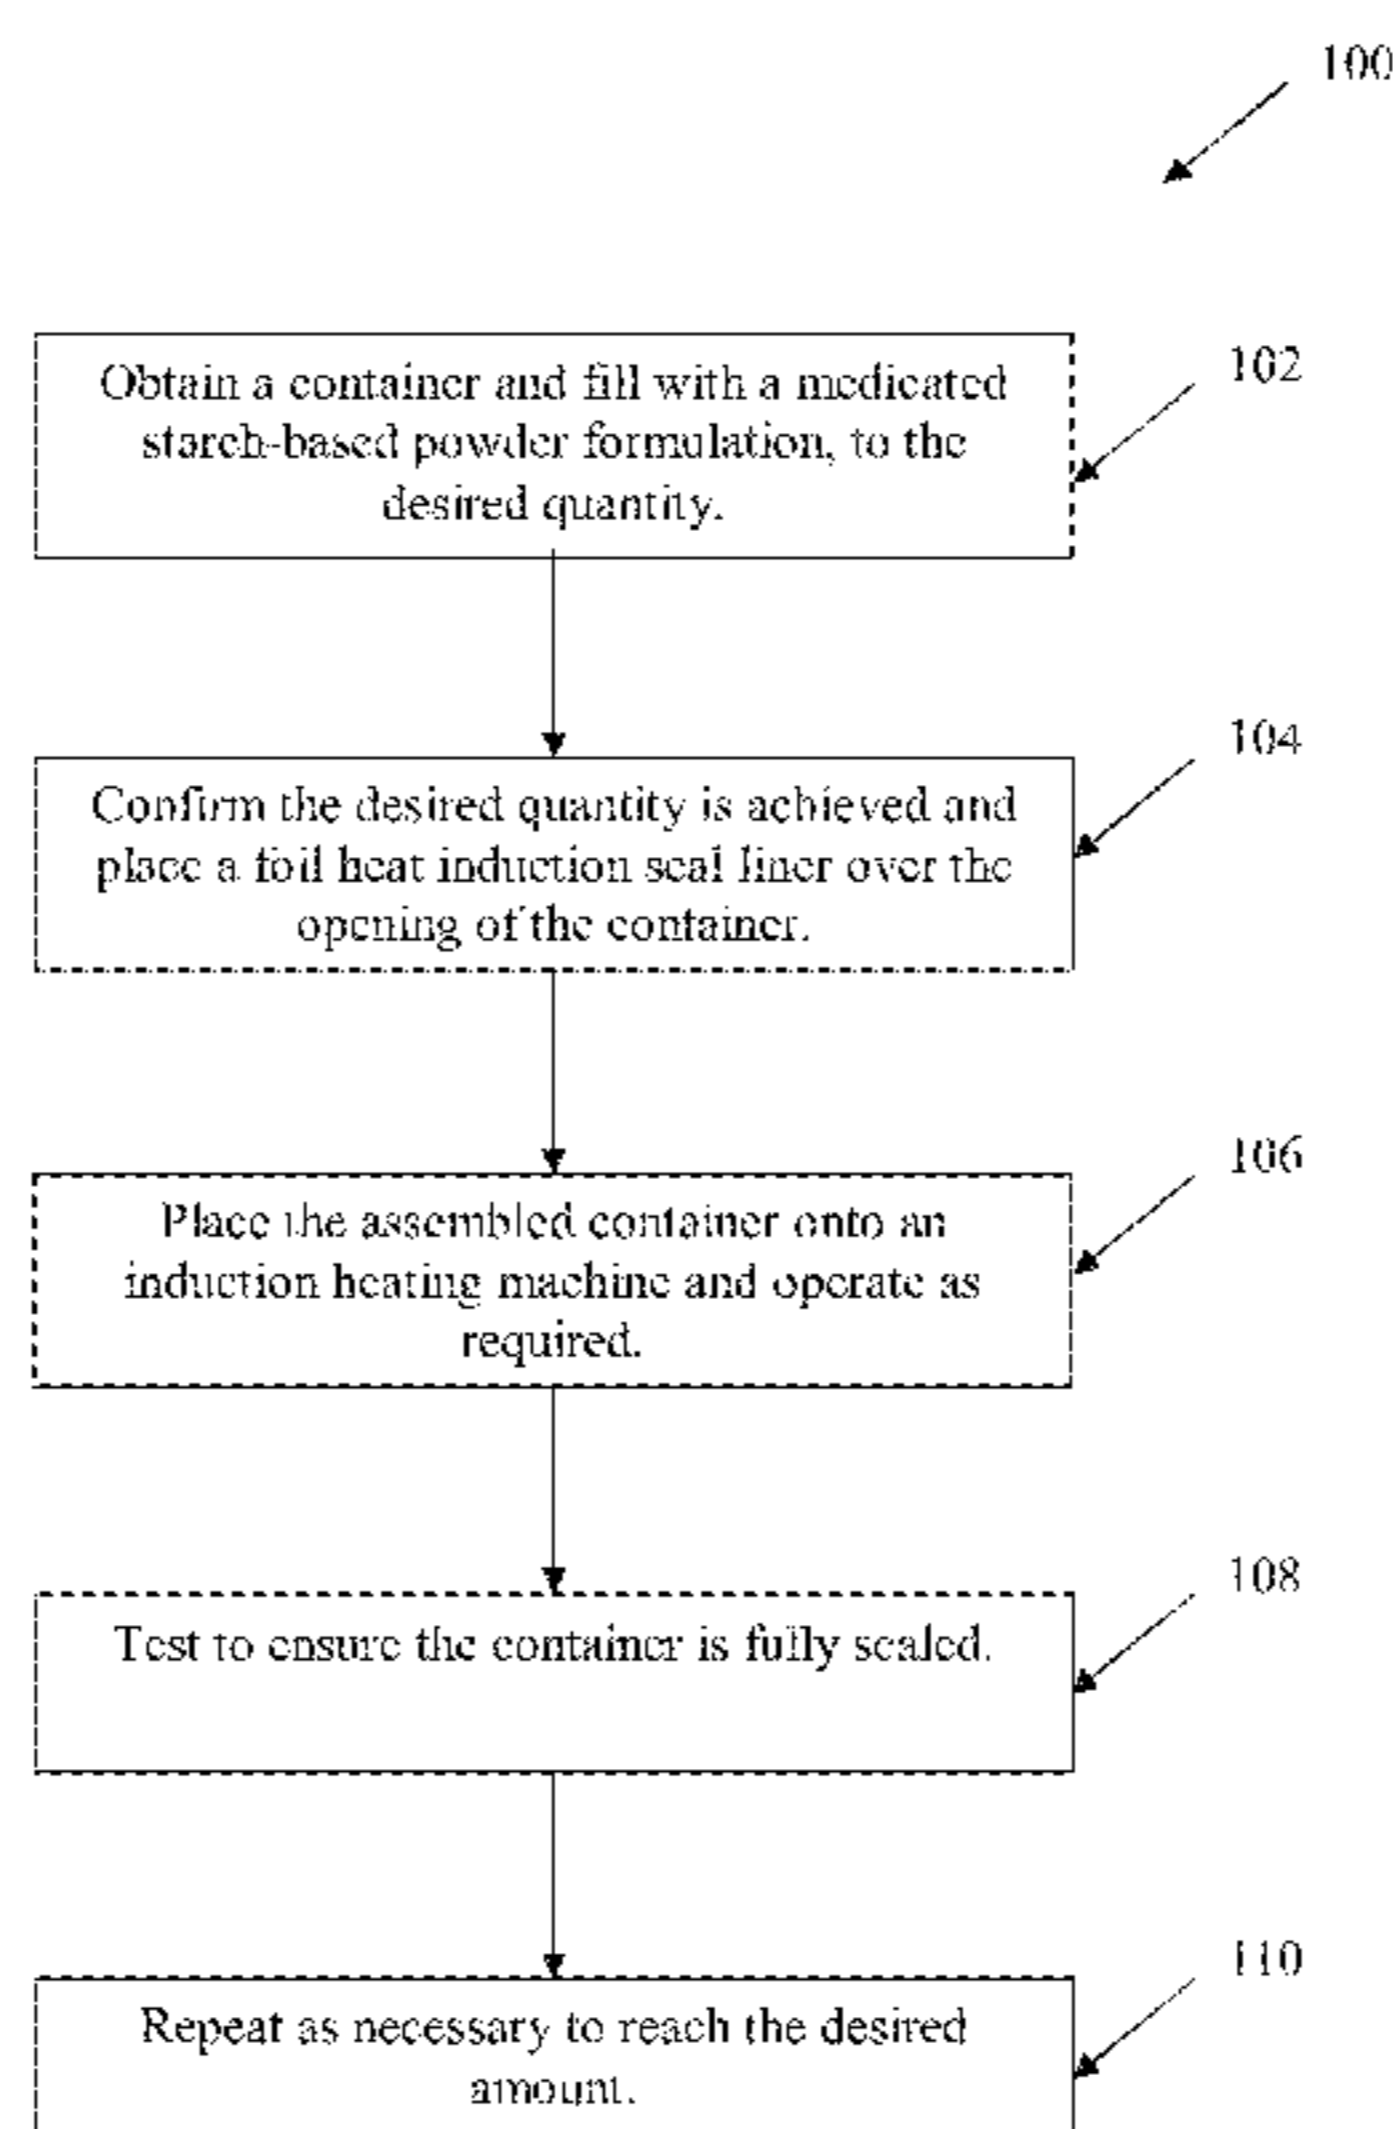 100
102
Obtain a container and fill with a medicated
starch-based powder formulation, to the
desired quantity.
104
Confirm the desired quantity is achieved and
place a foil heat induction seal liner over the
opening of the container.
106
Place the assembled container onto an
induction heating machine and operate as
required.
108
Test to ensure the container is fully sealed.
110
Repeat as necessary to reach the desired
amount.